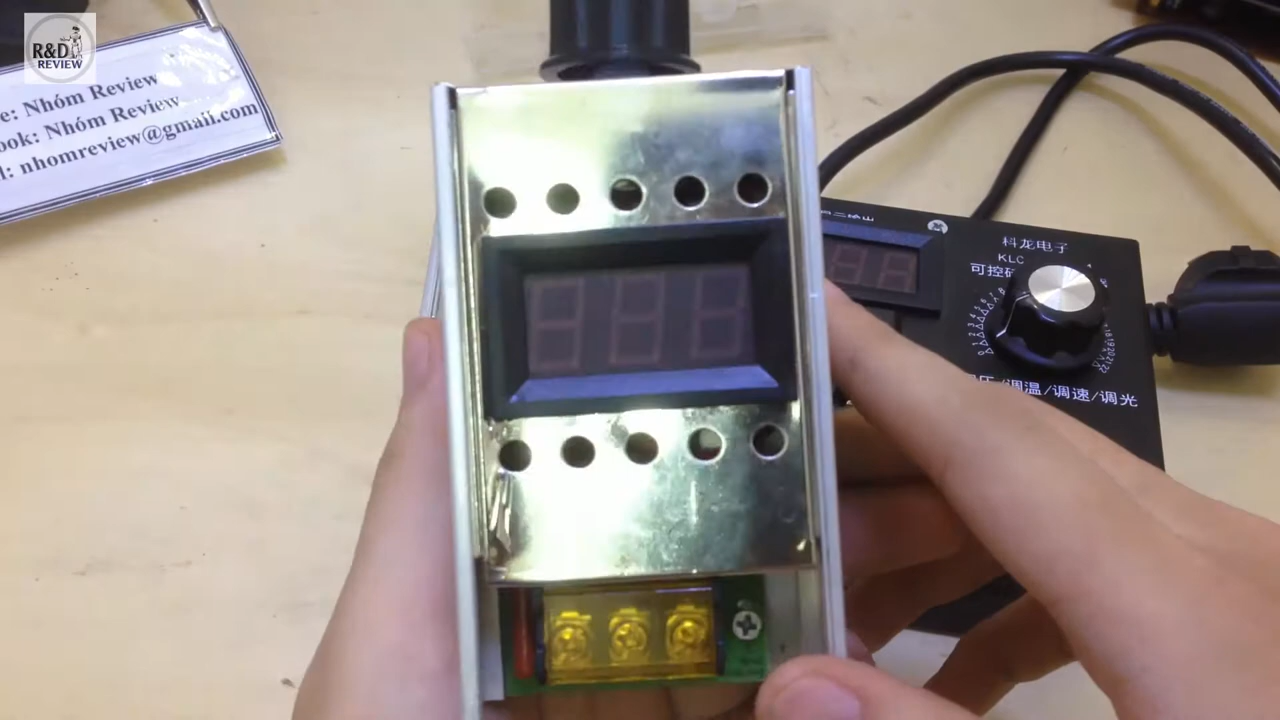 R&D
REVIEW
e: Nhóm Review
ook: Nhóm Review
l: nhomreview@gmail.com
科龙电子
KLC
可控硅
调温/调速/调光